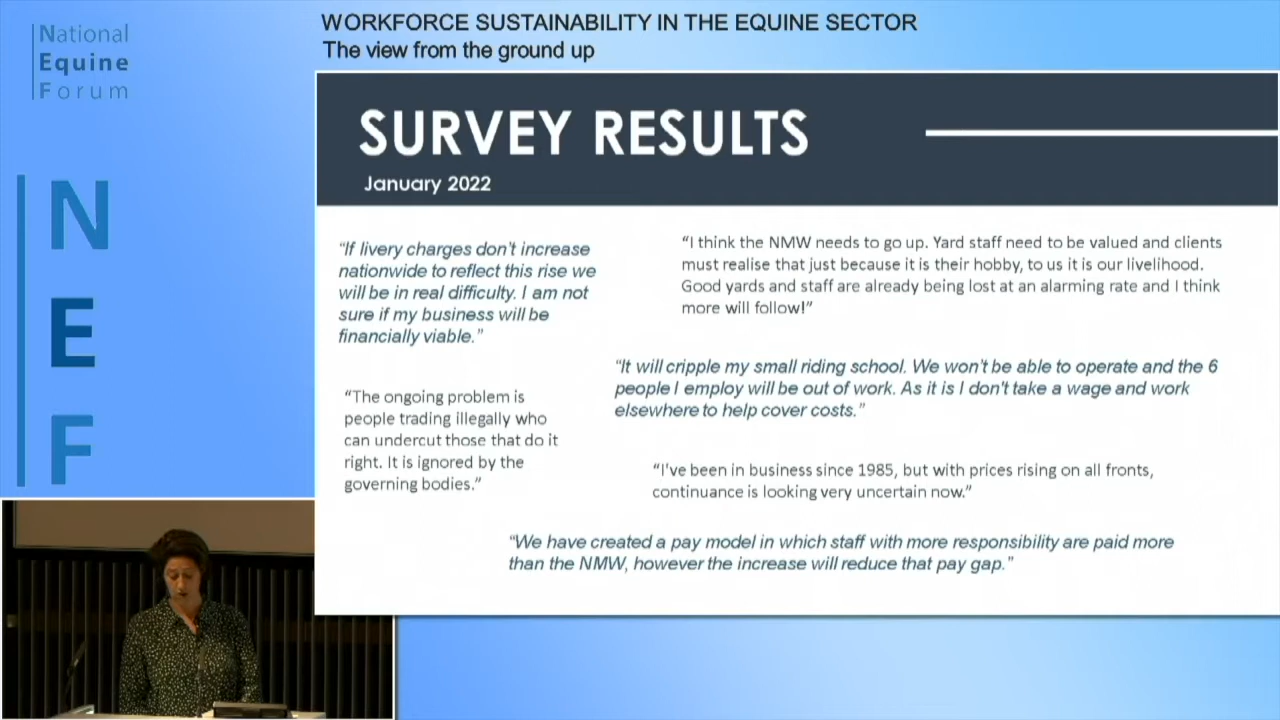 National
Equine
Forum
WORKFORCE SUSTAINABILITY IN THE EQUINE SECTOR
The view from the ground up
N
E
F
SURVEY RESULTS
January 2022
“If livery charges don’t increase
nationwide to reflect this rise we
will be in real difficulty. I am not
sure if my business will be
financially viable.”
“I think the NMW needs to go up. Yard staff need to be valued and clients
must realise that just because it is their hobby, to us it is our livelihood.
Good yards and staff are already being lost at an alarming rate and I think
more will follow!”
“It will cripple my small riding school. We won’t be able to operate and the 6
people I employ will be out of work. As it is I don't take a wage and work
elsewhere to help cover costs.”
“The ongoing problem is
people trading illegally who
can undercut those that do it
right. It is ignored by the
governing bodies.”
“I’ve been in business since 1985, but with prices rising on all fronts,
continuance is looking very uncertain now.”
“We have created a pay model in which staff with more responsibility are paid more
than the NMW, however the increase will reduce that pay gap.”